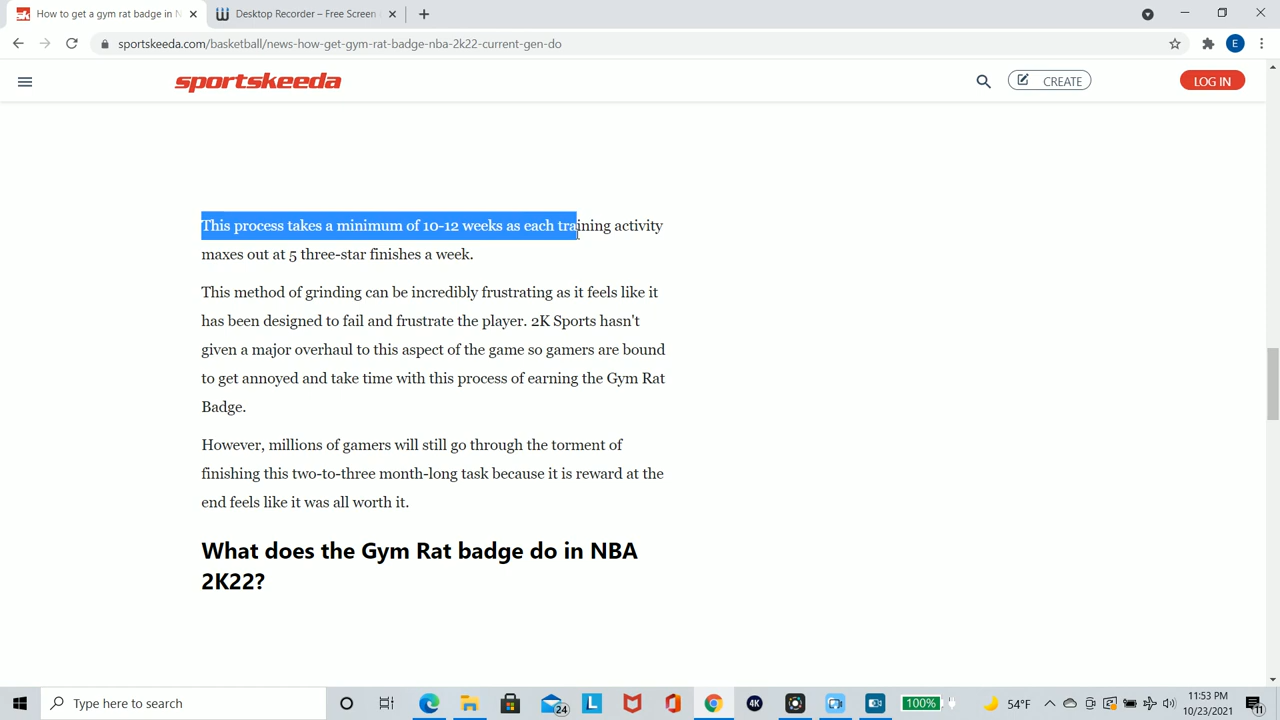 How to get a gym rat badge in N
Desktop Recorder – Free Screen
sportskeeda.com/basketball/news-how-get-gym-rat-badge-nba-2k22-current-gen-do
E
sportskeeda
CREATE
LOG IN
This process takes a minimum of 10-12 weeks as each training activity
maxes out at 5 three-star finishes a week.
This method of grinding can be incredibly frustrating as it feels like it
has been designed to fail and frustrate the player. 2K Sports hasn't
given a major overhaul to this aspect of the game so gamers are bound
to get annoyed and take time with this process of earning the Gym Rat
Badge.
However, millions of gamers will still go through the torment of
finishing this two-to-three month-long task because it is reward at the
end feels like it was all worth it.
What does the Gym Rat badge do in NBA
2K22?
Type here to search
24
L
4K
100%
54°F
11:53 PM
10/23/2021
11